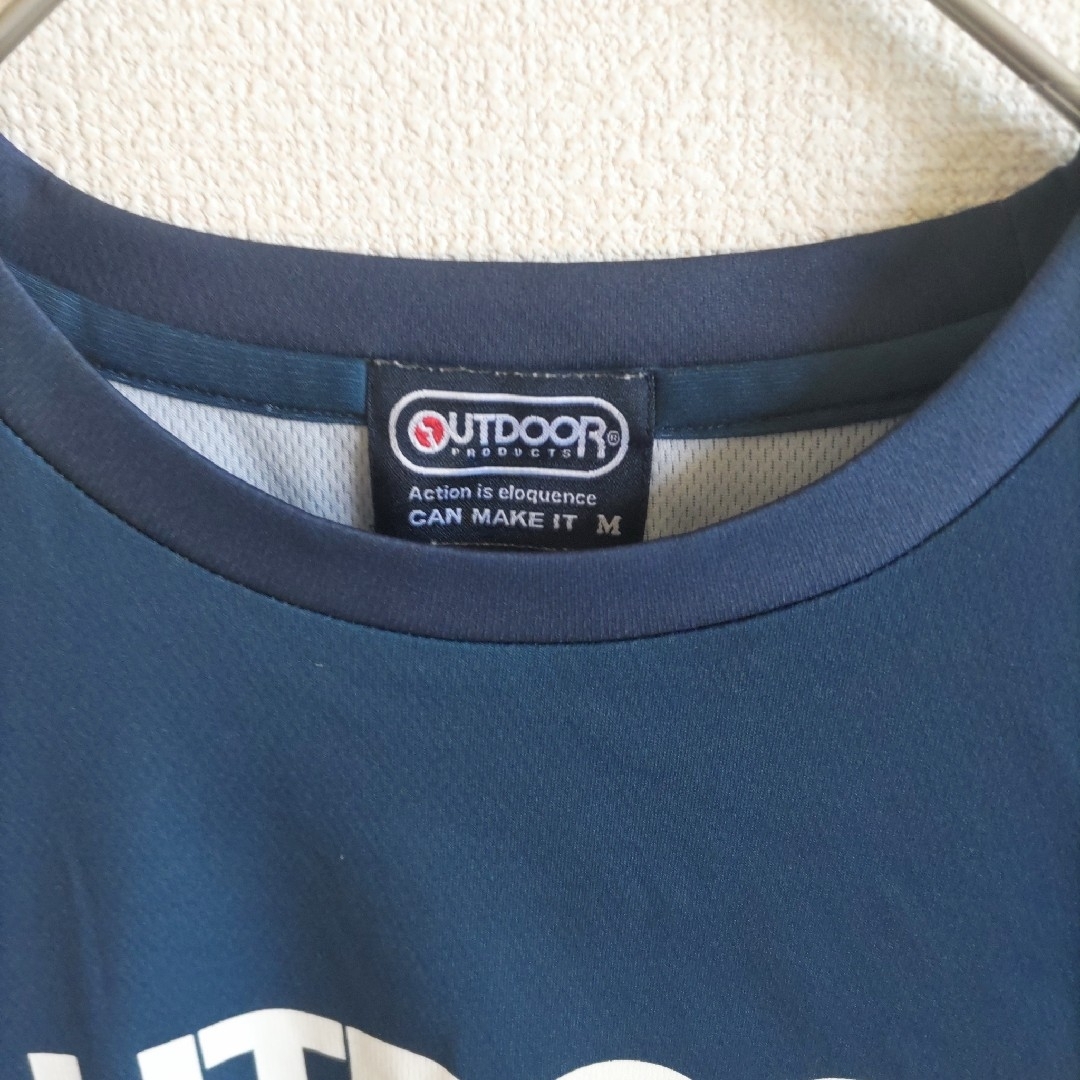 OUTDOOR®
PRODUCTS
Action is eloquence
CAN MAKE IT M